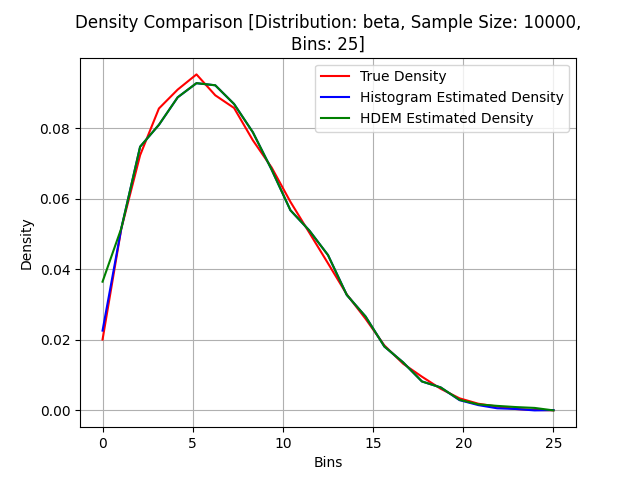 Density Comparison [Distribution: beta, Sample Size: 10000,
Bins: 25]
True Density
Histogram Estimated Density
HDEM Estimated Density
Density
0.08
0.06
0.04
0.02
0.00
0
5
10
15
20
25
Bins